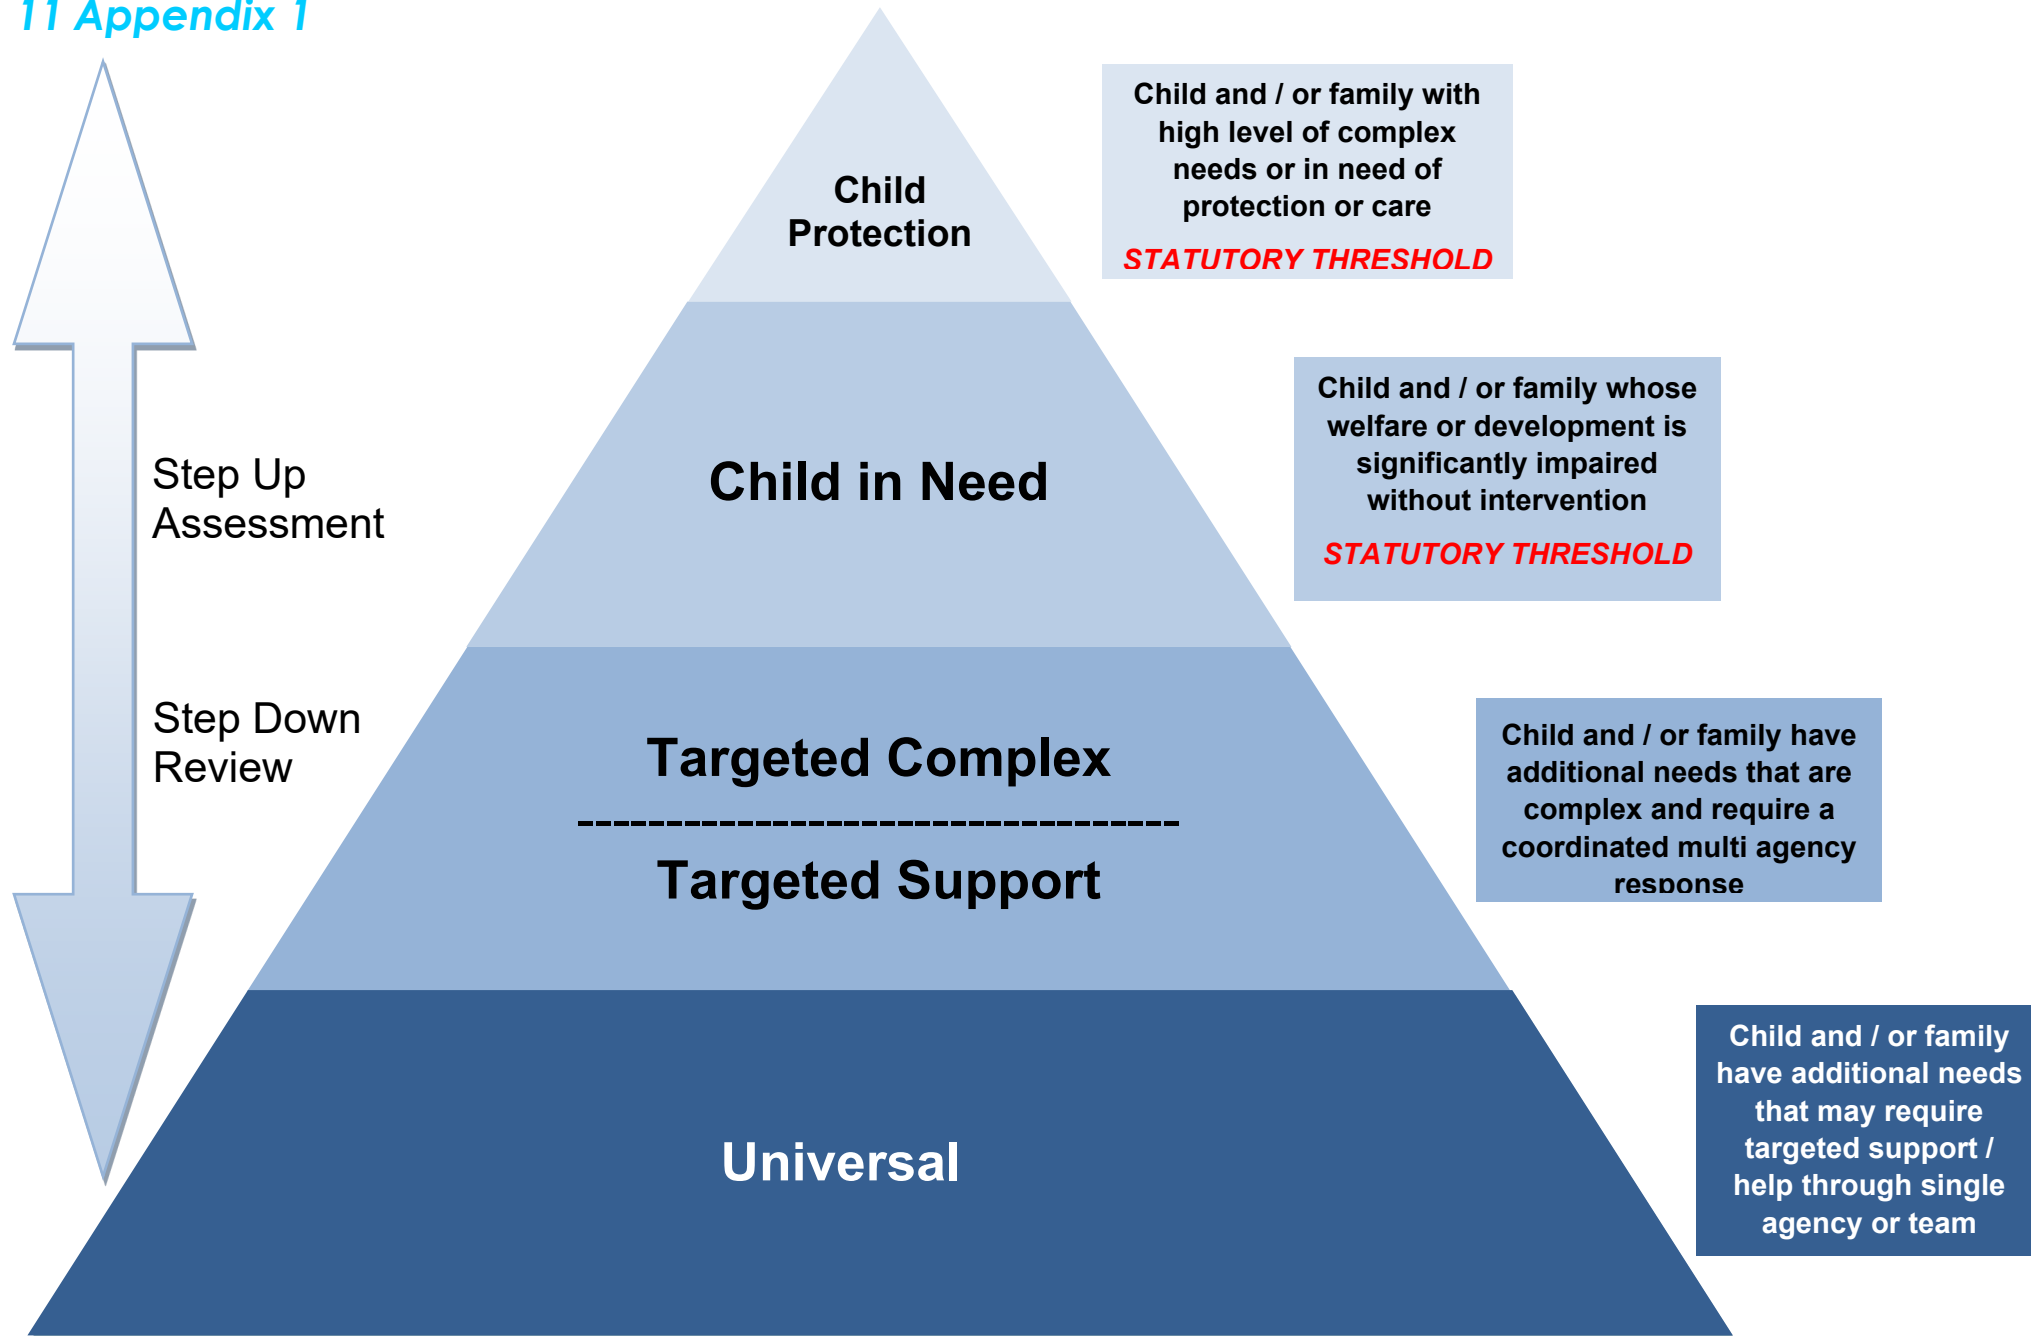 11 Appendix 1
Child
Protection
Child and / or family with
high level of complex
needs or in need of
protection or care
STATUTORY THRESHOLD
Step Up
Assessment
Child in Need
Child and / or family whose
welfare or development is
significantly impaired
without intervention
STATUTORY THRESHOLD
Step Down
Review
Targeted Complex
----------------------------------
Targeted Support
Child and / or family have
additional needs that are
complex and require a
coordinated multi agency
response
Universal
Child and / or family
have additional needs
that may require
targeted support /
help through single
agency or team